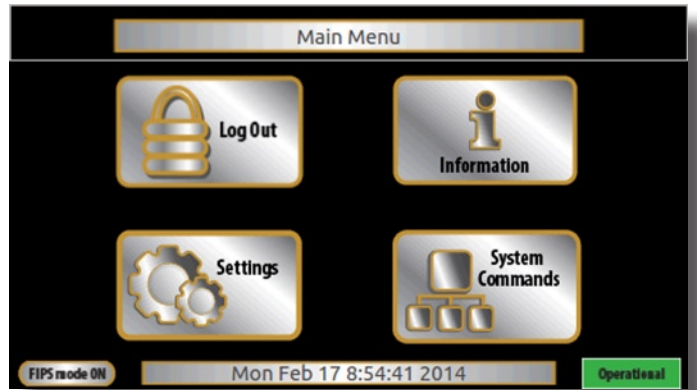 Main Menu
Log Out
Information
Settings
System
Commands
FIPS mode ON
Mon Feb 17 8:54:41 2014
Operational